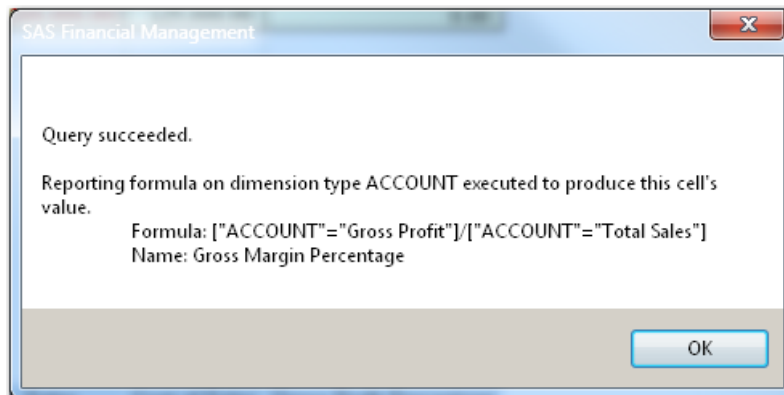 SAS Financial Management
Query succeeded.
Reporting formula on dimension type ACCOUNT executed to produce this cell's
value.
Formula: ["ACCOUNT"="Gross Profit"]/["ACCOUNT"="Total Sales"]
Name: Gross Margin Percentage
OK